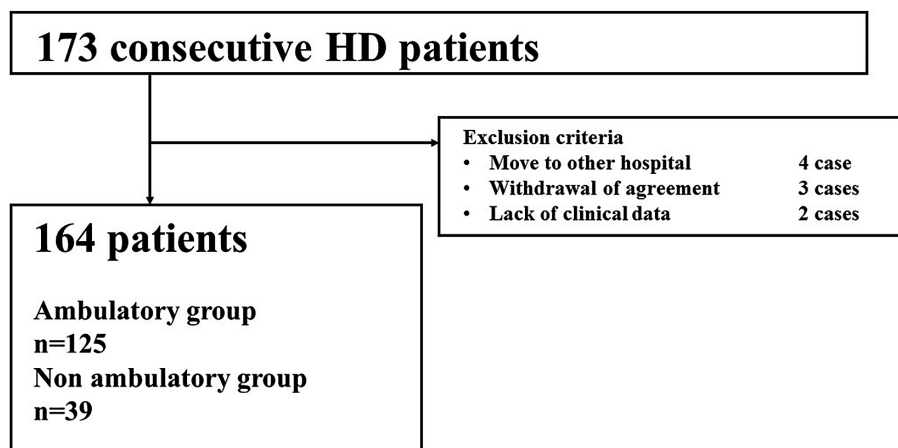 173 consecutive HD patients
Exclusion criteria
• Move to other hospital 4 case
• Withdrawal of agreement 3 cases
• Lack of clinical data 2 cases
164 patients
Ambulatory group
n=125
Non ambulatory group
n=39